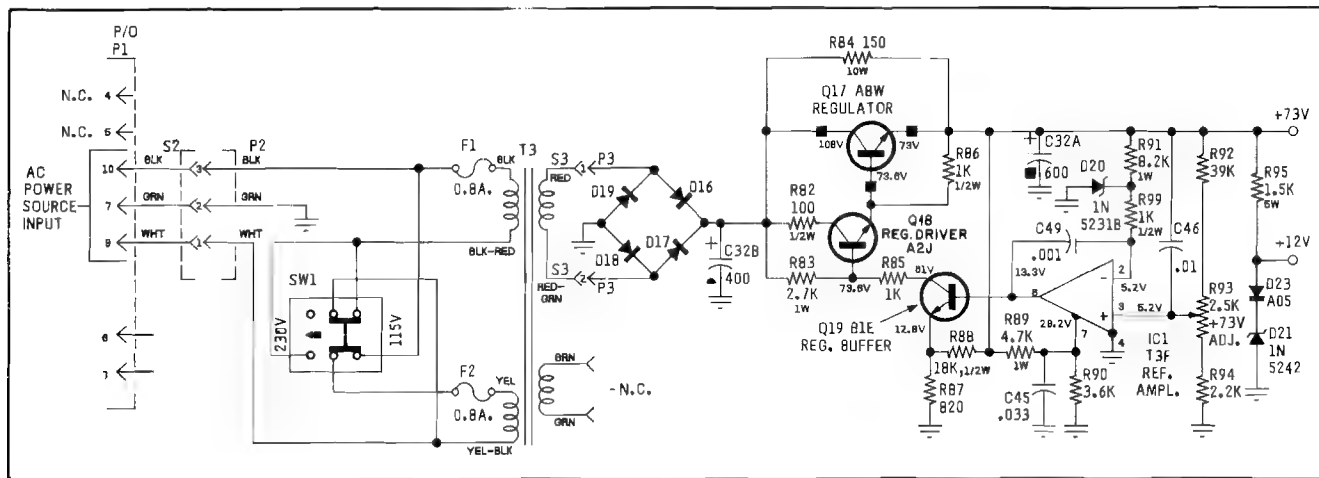 P/O
P1
N.C. 4
N.C. 5
AC
POWER
SOURCE
INPUT
10
BLK
S2
3
P2
BLK
7
GRN
2
GRN
9
WHT
1
WHT
6
SW1
230V
115V
F1
0.8A.
BLK
T3
BLK-RED
F2
0.8A.
YEL
YEL-BLK
S3
P3
1
RED
S3
2
P3
RED-
GRN
BRN
N.C.
BRN
D19
D16
D18
D17
+
C32B
400
R84 150
10W
Q17 A8W
REGULATOR
108V
73V
73.6V
R86
1K
1/2W
R82
100
1/2W
Q48
REG.DRIVER
A2J
R83
2.7K
1W
73.6V
R85
1K
81V
Q19 B1E
REG. BUFFER
12.8V
R88
18K,1/2W
R87
820
R89
4.7K
1W
C45
.033
R90
3.6K
+
C32A
600
D20
1N
5231B
R91
8.2K
1W
R99
1K
1/2W
C49
.001
13.3V
6
2
5.2V
3
5.2V
28.2V
7
4
IC1
T3F
REF.
AMPL.
C46
.01
R92
39K
R93
2.5K
+73V
ADJ.
R94
2.2K
+73V
R95
1.5K
5W
+12V
D23
A05
D21
1N
5242